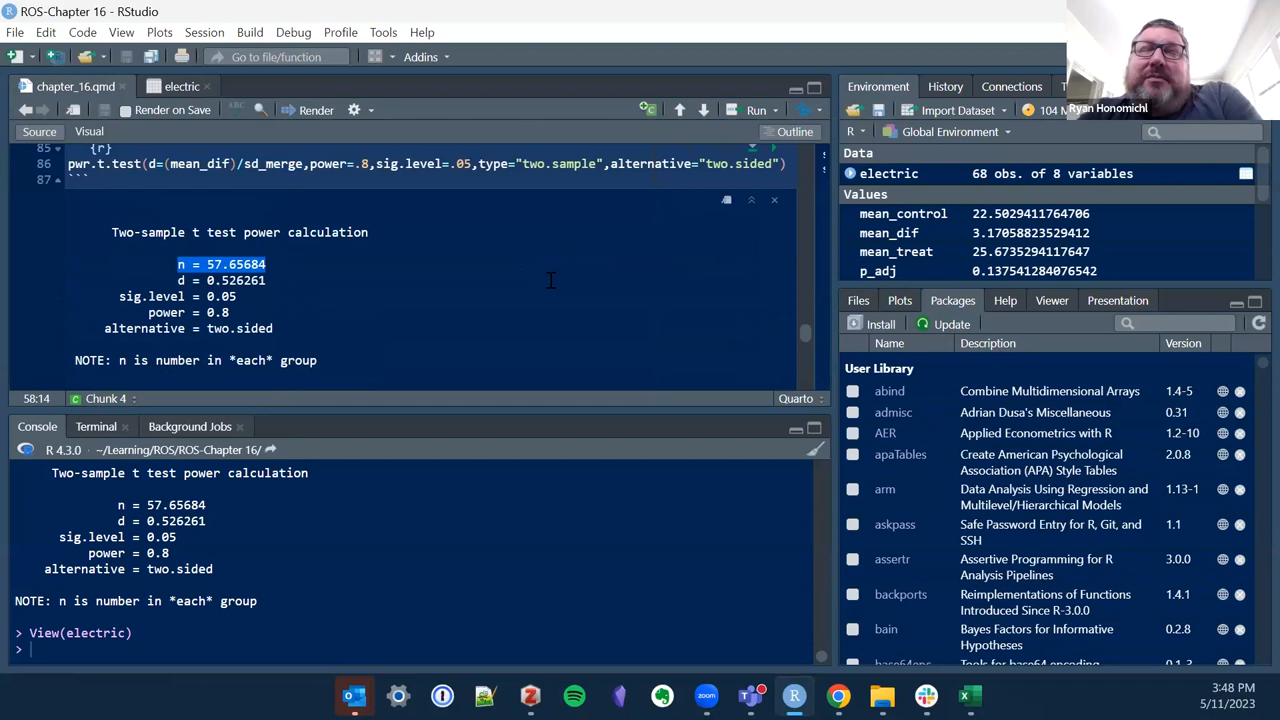 ROS-Chapter 16 - RStudio
File Edit Code View Plots Session Build Debug Profile Tools Help
Go to file/function Addins
chapter_16.qmd electric
Render on Save ABC Render Run
Source Visual Outline
85 {r}
86 pwr.t.test(d=(mean_dif)/sd_merge,power=.8,sig.level=.05,type="two.sample",alternative="two.sided")
87 ```
Two-sample t test power calculation
n = 57.65684
d = 0.526261
sig.level = 0.05
power = 0.8
alternative = two.sided
NOTE: n is number in *each* group
58:14 Chunk 4 Quarto
Console Terminal Background Jobs
R 4.3.0 · ~/Learning/ROS/ROS-Chapter 16/
Two-sample t test power calculation
n = 57.65684
d = 0.526261
sig.level = 0.05
power = 0.8
alternative = two.sided
NOTE: n is number in *each* group
> View(electric)
>
Ryan Honomichl
Environment History Connections
Import Dataset 104 M
R Global Environment
Data
electric 68 obs. of 8 variables
Values
mean_control 22.5029411764706
mean_dif 3.17058823529412
mean_treat 25.6735294117647
p_adj 0.137541284076542
Files Plots Packages Help Viewer Presentation
Install Update
Name Description Version
User Library
abind Combine Multidimensional Arrays 1.4-5
admisc Adrian Dusa's Miscellaneous 0.31
AER Applied Econometrics with R 1.2-10
apaTables Create American Psychological Association (APA) Style Tables 2.0.8
arm Data Analysis Using Regression and Multilevel/Hierarchical Models 1.13-1
askpass Safe Password Entry for R, Git, and SSH 1.1
assertr Assertive Programming for R Analysis Pipelines 3.0.0
backports Reimplementations of Functions Introduced Since R-3.0.0 1.4.1
bain Bayes Factors for Informative Hypotheses 0.2.8
base64enc Tools for base64 encoding 0.1-3
3:48 PM
5/11/2023